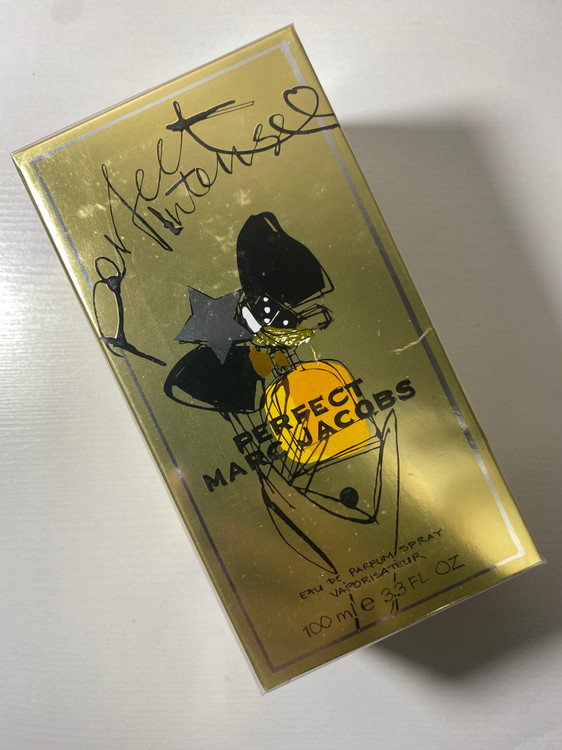 perfect
intense
PERFECT
MARC JACOBS
EAU DE PARFUM SPRAY
VAPORISATEUR
100 ml e 3.3 FL OZ